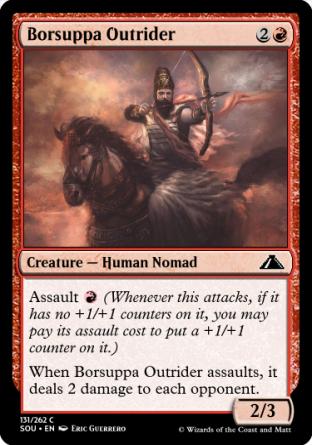 Borsuppa Outrider 2
Creature — Human Nomad
Assault (Whenever this attacks, if it
has no +1/+1 counters on it, you may
pay its assault cost to put a +1/+1
counter on it.)
When Borsuppa Outrider assaults, it
deals 2 damage to each opponent.
2/3
131/262 C
SOU • EN Eric Guerrero
© Wizards of the Coast and Matt